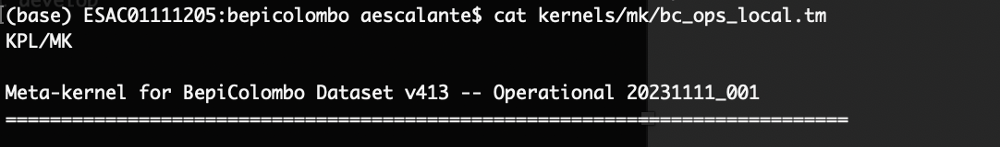 (base) ESAC01111205:bepicolombo aescalante$ cat kernels/mk/bc_ops_local.tm
KPL/MK
Meta-kernel for BepiColombo Dataset v413 -- Operational 20231111_001
============================================================================